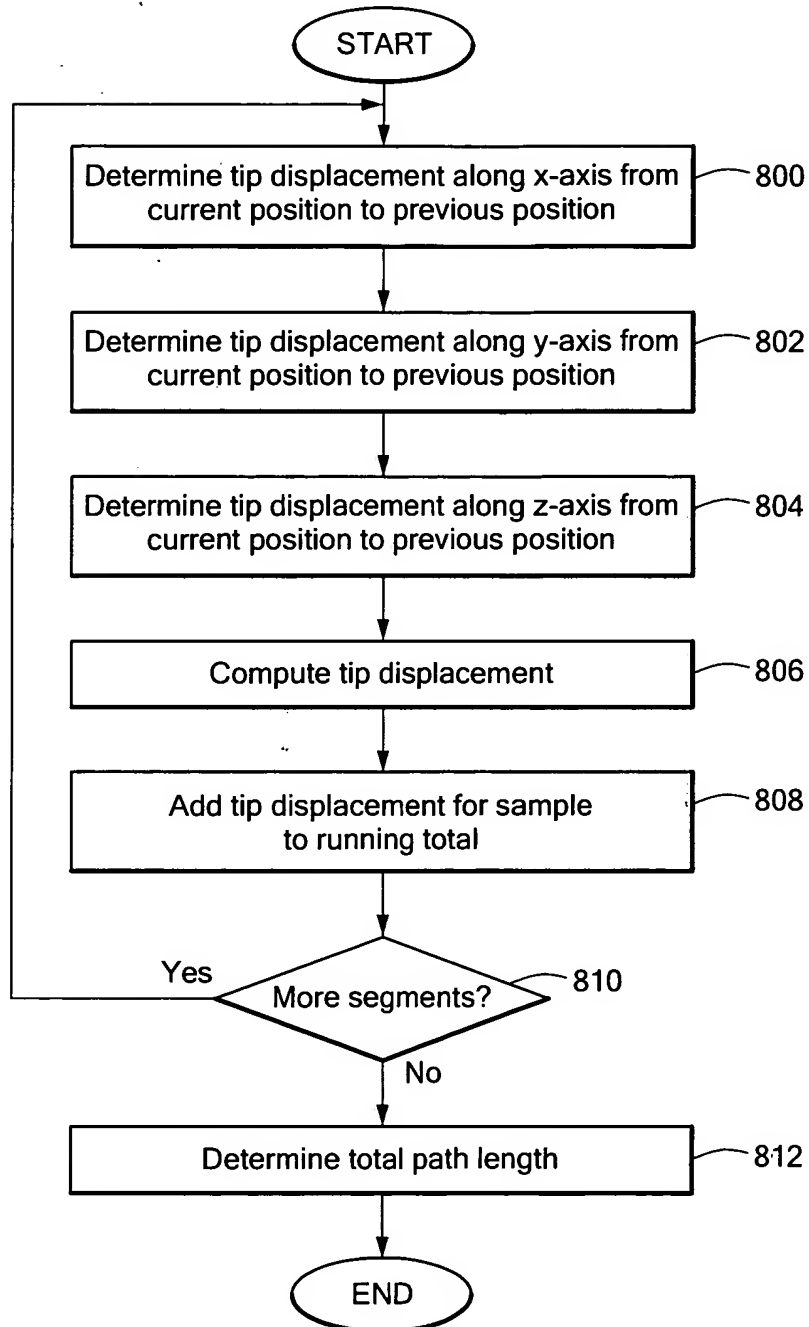 START
Determine tip displacement along x-axis from
current position to previous position
800
Determine tip displacement along y-axis from
current position to previous position
802
Determine tip displacement along z-axis from
current position to previous position
804
Compute tip displacement
806
Add tip displacement for sample
to running total
808
Yes
More segments?
810
No
Determine total path length
812
END